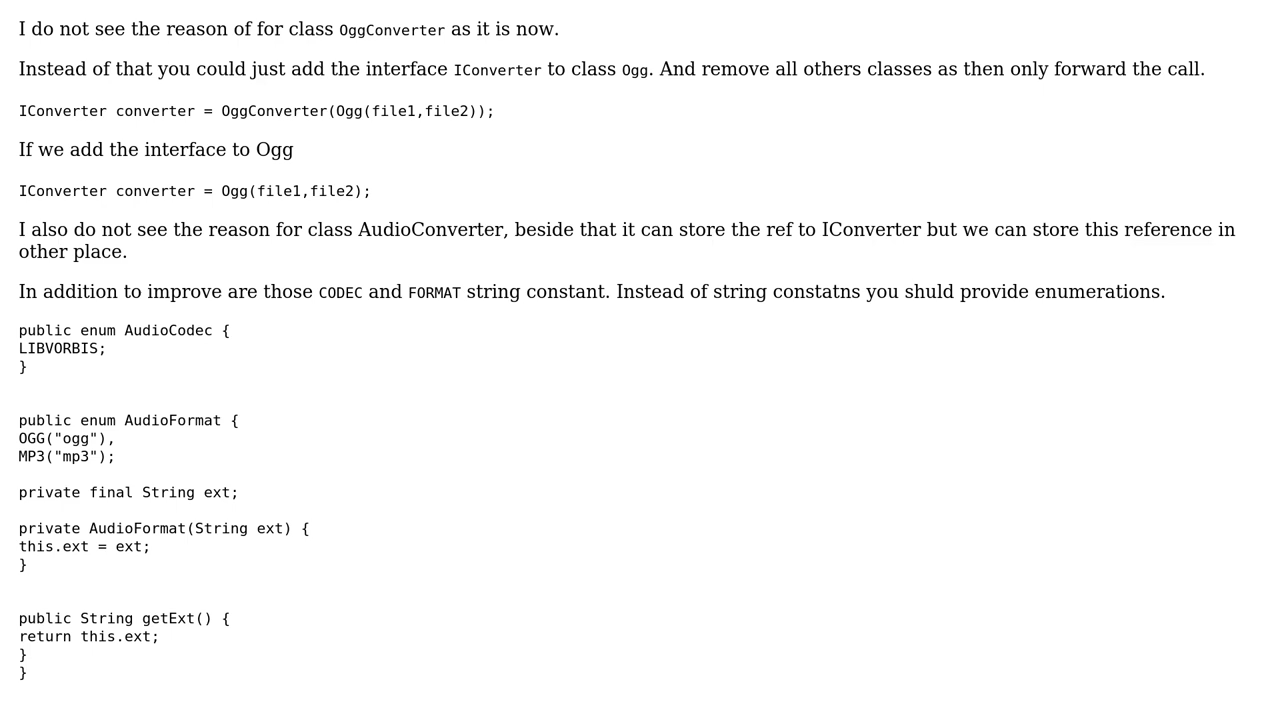 I do not see the reason of for class OggConverter as it is now.
Instead of that you could just add the interface IConverter to class Ogg. And remove all others classes as then only forward the call.
IConverter converter = OggConverter(Ogg(file1,file2));
If we add the interface to Ogg
IConverter converter = Ogg(file1,file2);
I also do not see the reason for class AudioConverter, beside that it can store the ref to IConverter but we can store this reference in
other place.
In addition to improve are those CODEC and FORMAT string constant. Instead of string constatns you shuld provide enumerations.
public enum AudioCodec {
LIBVORBIS;
}
public enum AudioFormat {
OGG("ogg"),
MP3("mp3");
private final String ext;
private AudioFormat(String ext) {
this.ext = ext;
}
public String getExt() {
return this.ext;
}
}